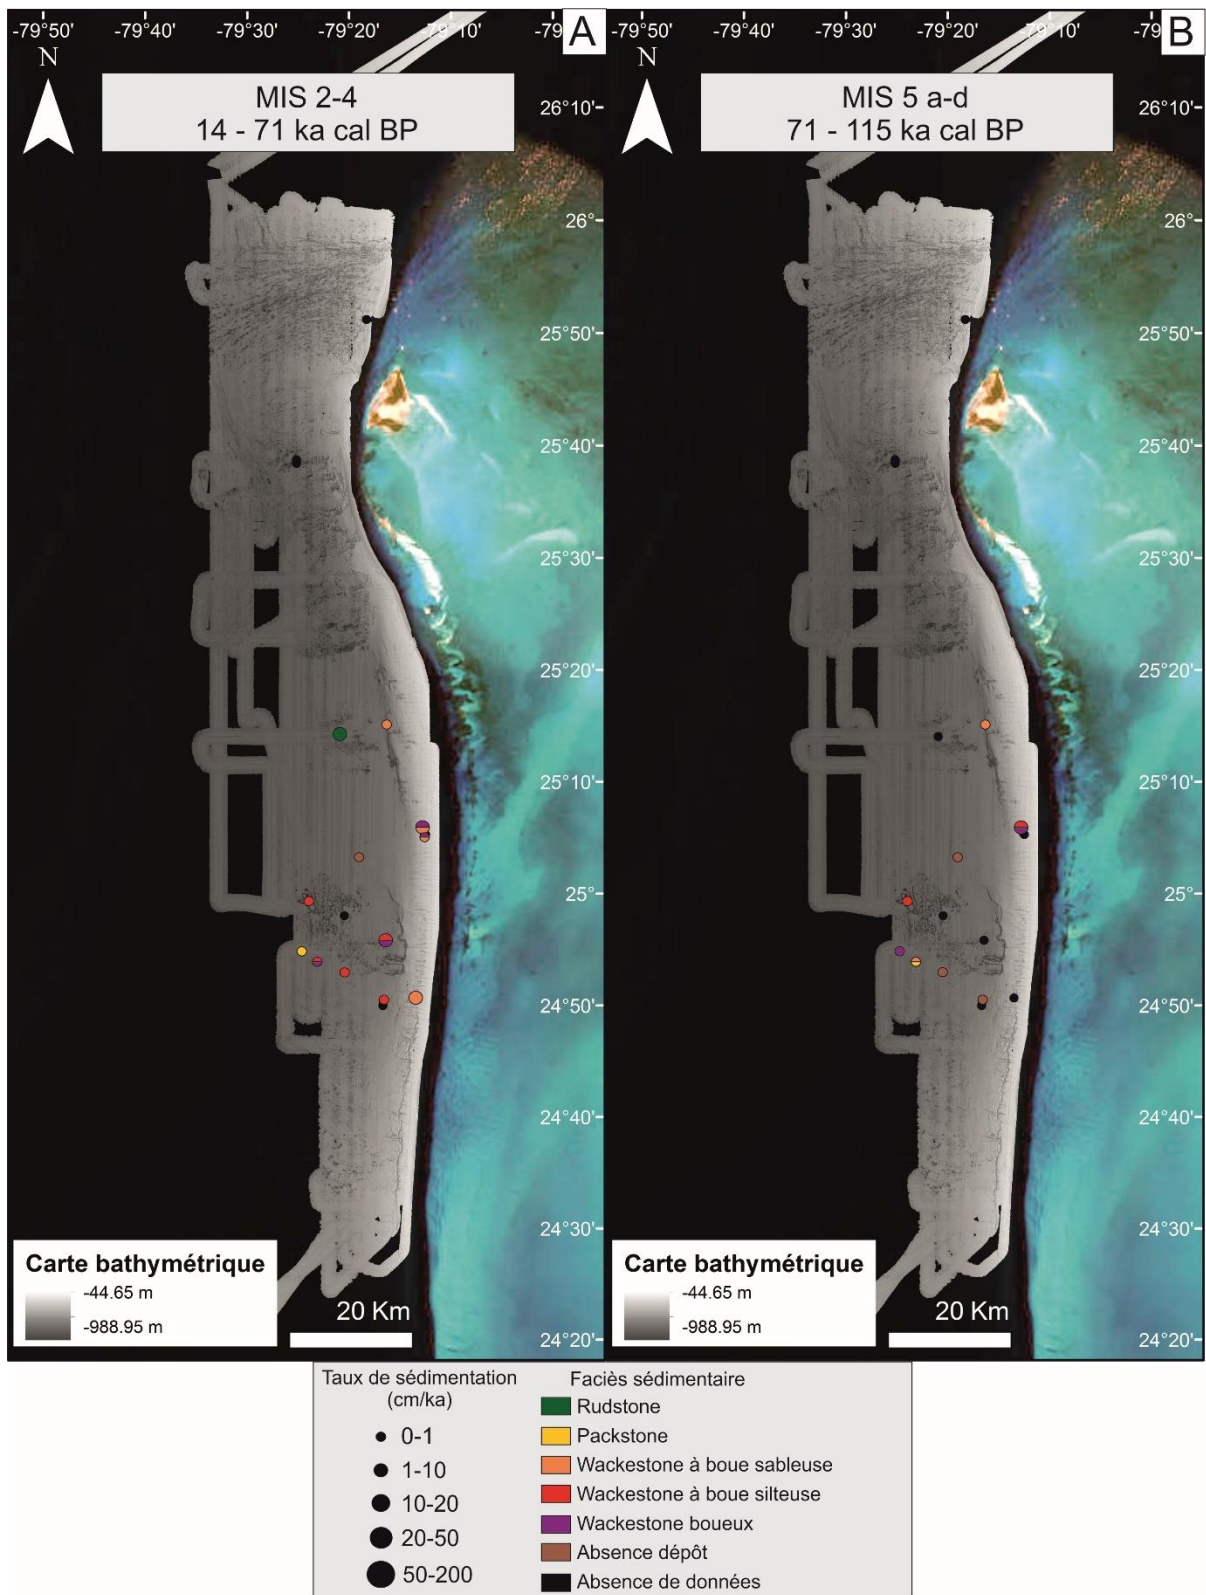 -79°50'
-79°40'
-79°30'
-79°20'
-79°10'
A
N
MIS 2-4
14 - 71 ka cal BP
26°10'
26°
25°50'
25°40'
25°30'
25°20'
25°10'
25°
24°50'
24°40'
24°30'
24°20'
Carte bathymétrique
-44.65 m
-988.95 m
20 Km
-79°50'
-79°40'
-79°30'
-79°20'
-79°10'
B
N
MIS 5 a-d
71 - 115 ka cal BP
26°10'
26°
25°50'
25°40'
25°30'
25°20'
25°10'
25°
24°50'
24°40'
24°30'
24°20'
Carte bathymétrique
-44.65 m
-988.95 m
20 Km
Taux de sédimentation
(cm/ka)
0-1
1-10
10-20
20-50
50-200
Faciès sédimentaire
Rudstone
Packstone
Wackestone à boue sableuse
Wackestone à boue silteuse
Wackestone boueux
Absence dépôt
Absence de données